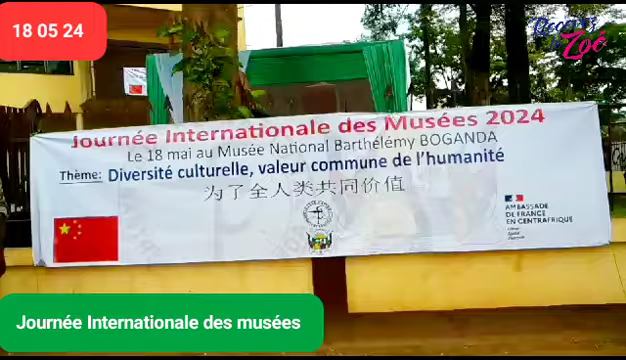 18 05 24
Zoé
Journée Internationale des Musées 2024
Le 18 mai au Musée National Barthélémy BOGANDA
Thème: Diversité culturelle, valeur commune de l'humanité
为了全人类共同价值
AMBASSADE
DE FRANCE
EN CENTRAFRIQUE
Journée Internationale des musées